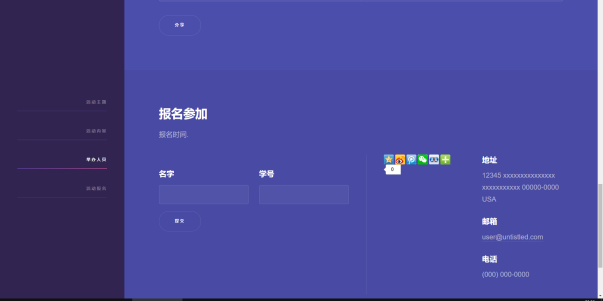 分享
活动主题
活动内容
举办人员
活动报名
报名参加
报名时间:
名字
学号
提交
0
地址
12345 xxxxxxxxxxxxxxx
xxxxxxxxxxx 00000-0000
USA
邮箱
user@untistled.com
电话
(000) 000-0000